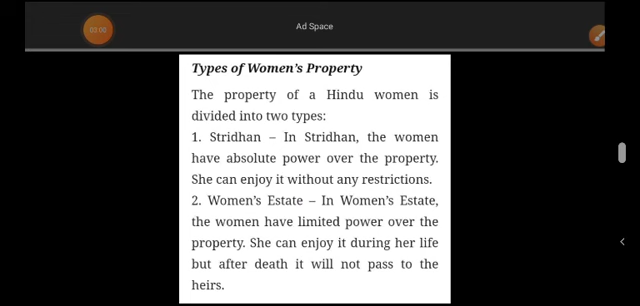 Ad Space
03:00
Types of Women's Property
The property of a Hindu women is
divided into two types:
1. Stridhan – In Stridhan, the women
have absolute power over the property.
She can enjoy it without any restrictions.
2. Women's Estate – In Women's Estate,
the women have limited power over the
property. She can enjoy it during her life
but after death it will not pass to the
heirs.